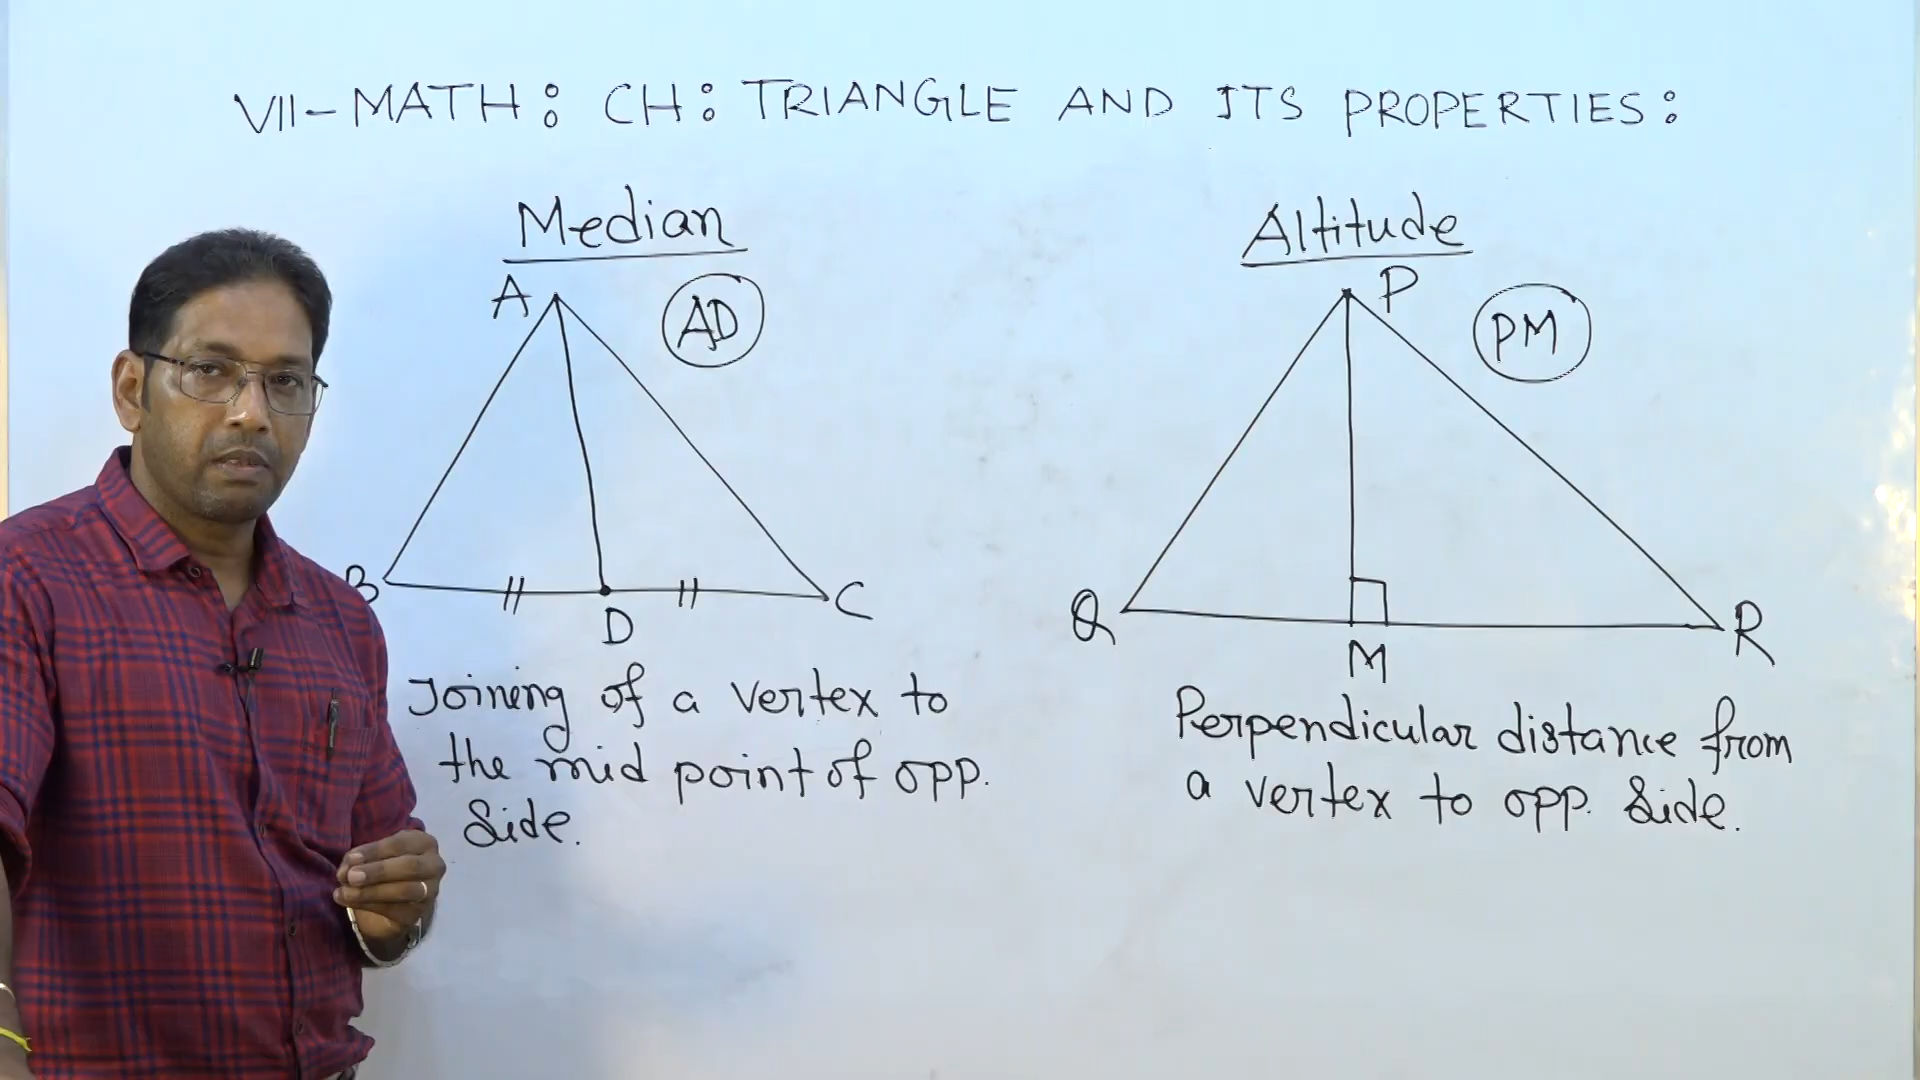 VII-MATH: CH: TRIANGLE AND ITS PROPERTIES:
Median
A
AD
B
C
D
Joining of a vertex to
the mid point of opp.
side.
Altitude
P
PM
Q
R
M
Perpendicular distance from
a vertex to opp. side.